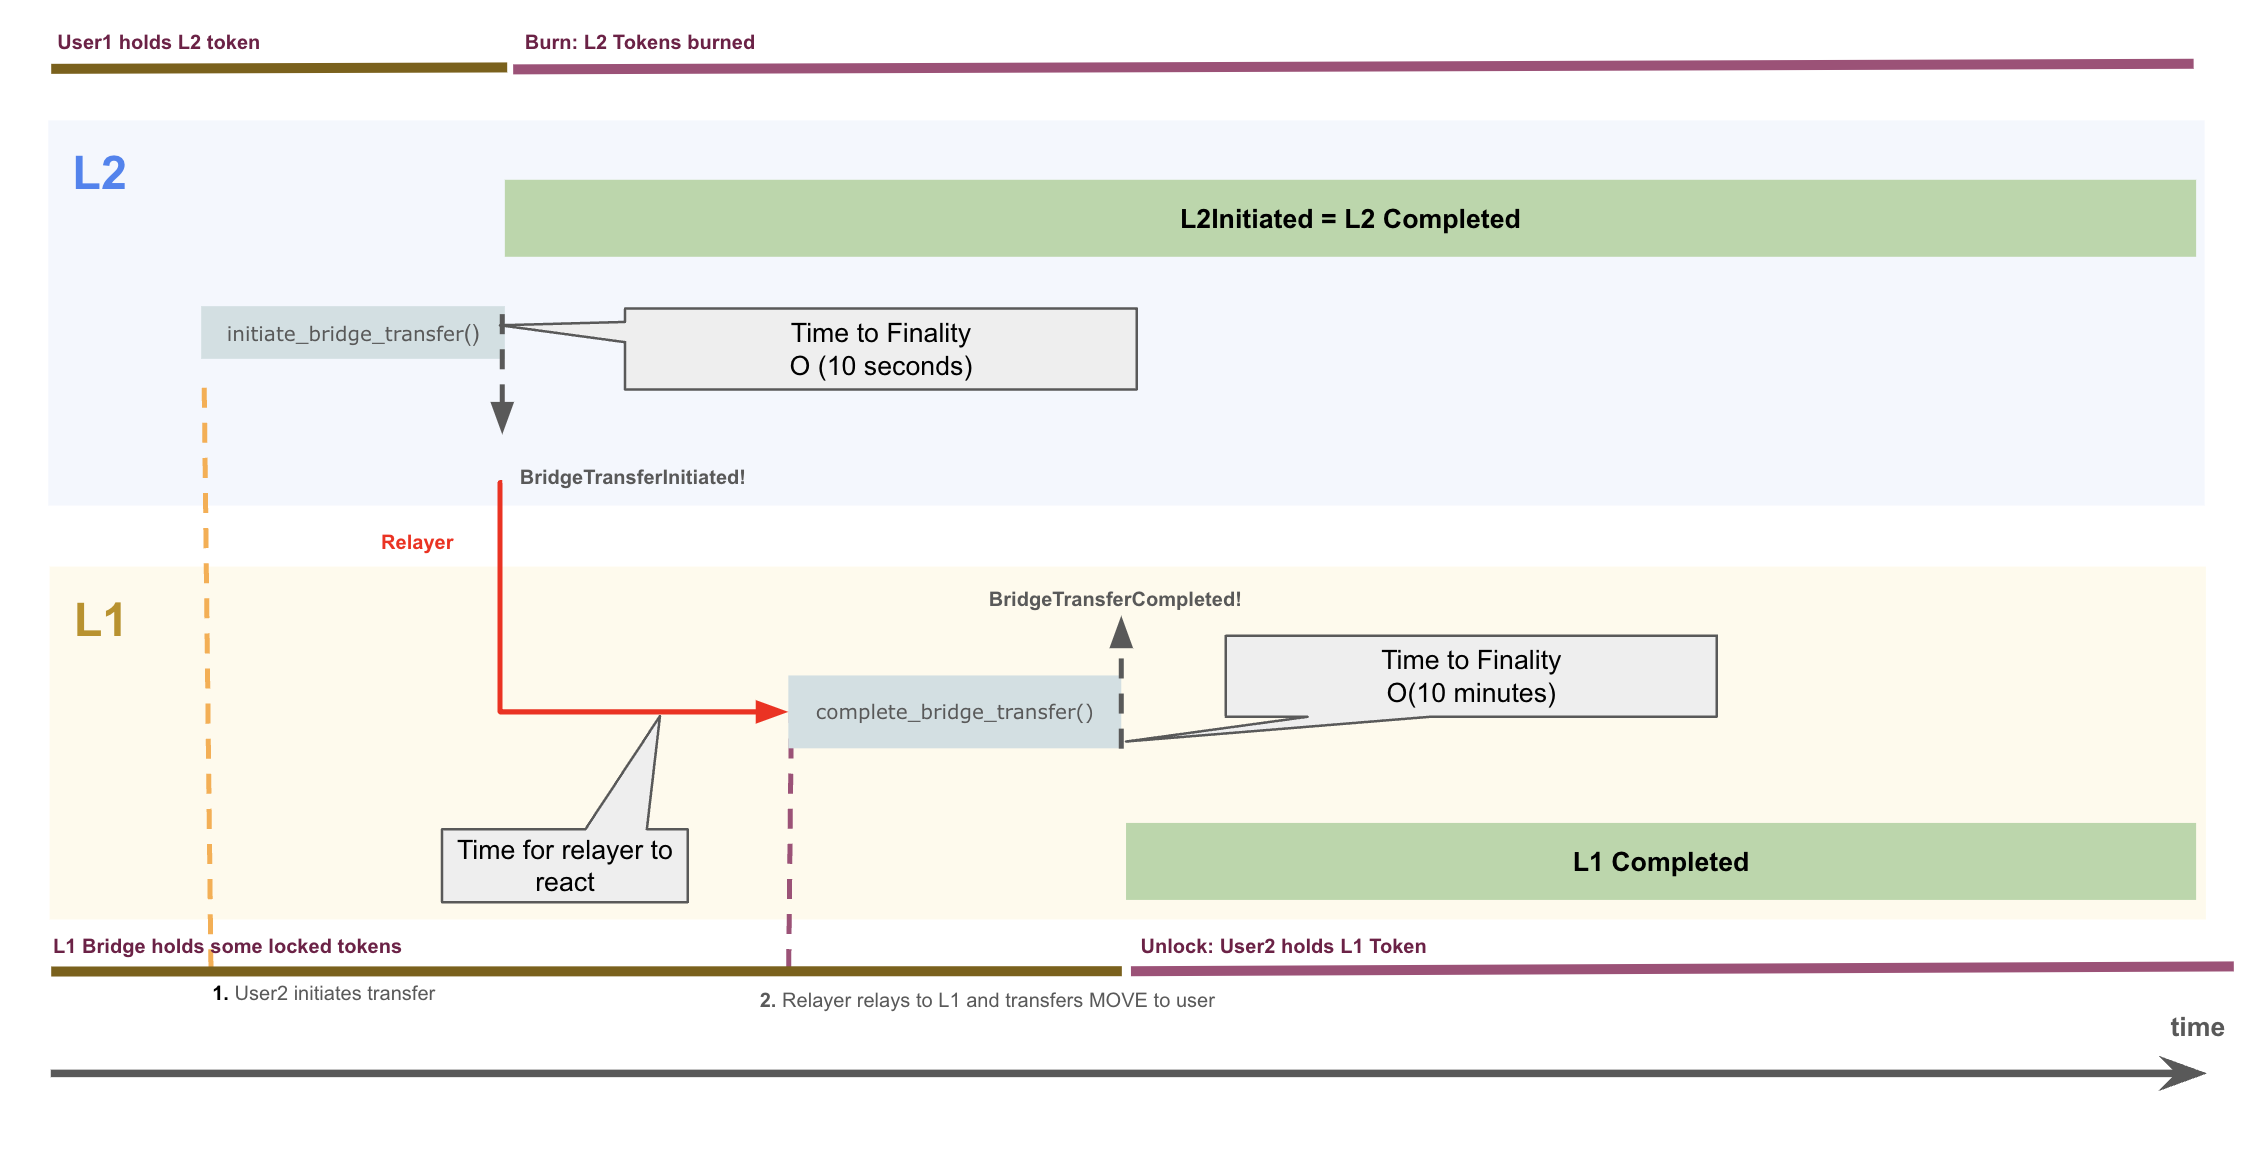 User1 holds L2 token
Burn: L2 Tokens burned
L2
L2Initiated = L2 Completed
initiate_bridge_transfer()
Time to Finality
O (10 seconds)
BridgeTransferInitiated!
Relayer
L1
BridgeTransferCompleted!
Time to Finality
O(10 minutes)
complete_bridge_transfer()
Time for relayer to
react
L1 Completed
L1 Bridge holds some locked tokens
Unlock: User2 holds L1 Token
1. User2 initiates transfer
2. Relayer relays to L1 and transfers MOVE to user
time